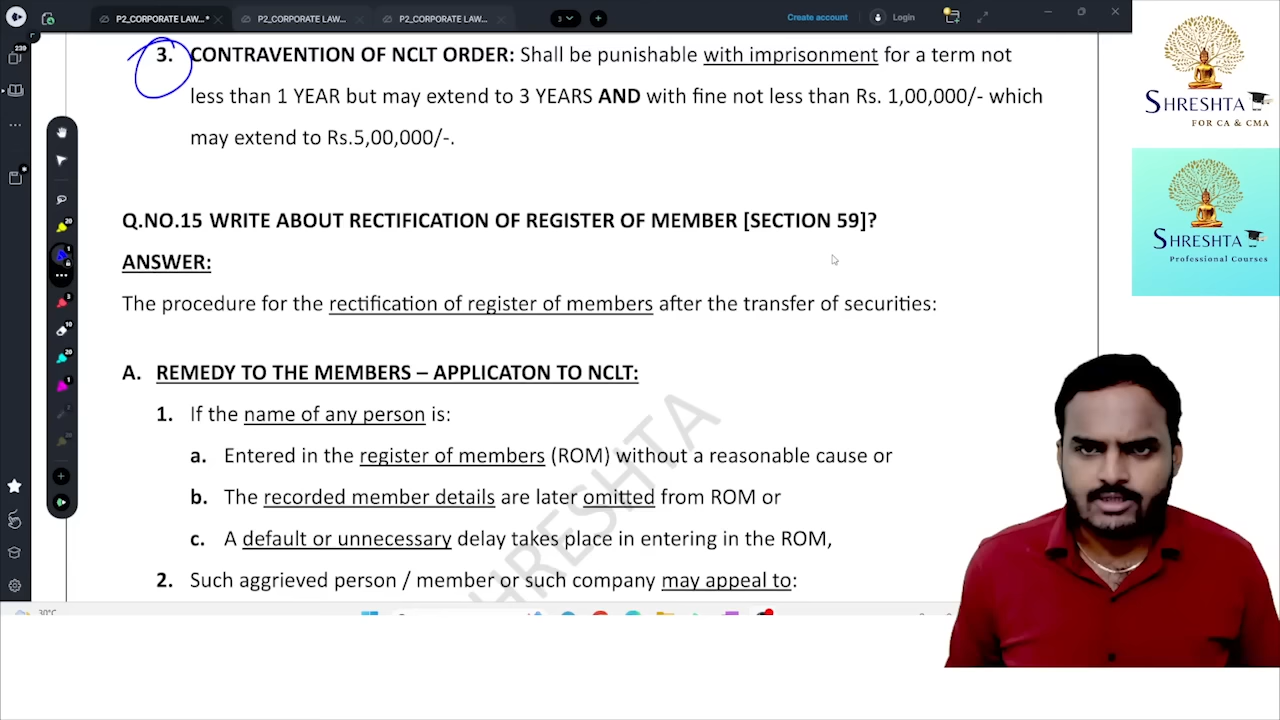 P2_CORPORATE LAW...*
P2_CORPORATE LAW...
P2_CORPORATE LAW...
3
Create account
Login
3. CONTRAVENTION OF NCLT ORDER: Shall be punishable with imprisonment for a term not
less than 1 YEAR but may extend to 3 YEARS AND with fine not less than Rs. 1,00,000/- which
may extend to Rs.5,00,000/-.
Q.NO.15 WRITE ABOUT RECTIFICATION OF REGISTER OF MEMBER [SECTION 59]?
ANSWER:
The procedure for the rectification of register of members after the transfer of securities:
A. REMEDY TO THE MEMBERS – APPLICATON TO NCLT:
1. If the name of any person is:
a. Entered in the register of members (ROM) without a reasonable cause or
b. The recorded member details are later omitted from ROM or
c. A default or unnecessary delay takes place in entering in the ROM,
2. Such aggrieved person / member or such company may appeal to:
SHRESHTA
SHRESHTA
FOR CA & CMA
SHRESHTA
Professional Courses